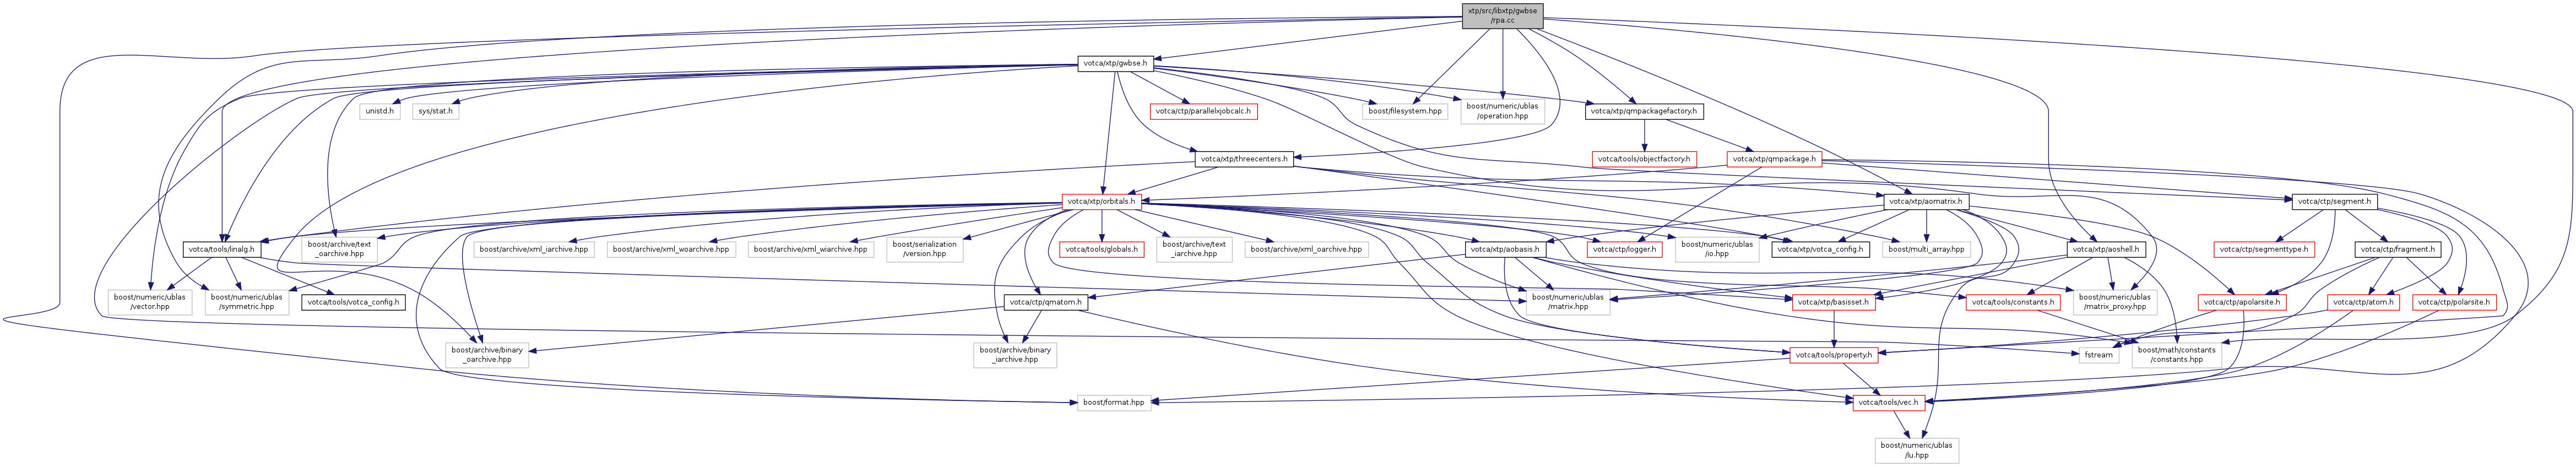 xtp/src/libxtp/gwbse
/rpa.cc
votca/xtp/gwbse.h
unistd.h
sys/stat.h
votca/ctp/parallelxjobcalc.h
boost/filesystem.hpp
boost/numeric/ublas
/operation.hpp
votca/xtp/qmpackagefactory.h
votca/xtp/threecenters.h
votca/tools/objectfactory.h
votca/xtp/qmpackage.h
votca/xtp/orbitals.h
votca/xtp/aomatrix.h
votca/ctp/segment.h
votca/tools/linalg.h
boost/archive/text
_oarchive.hpp
boost/archive/xml_iarchive.hpp
boost/archive/xml_woarchive.hpp
boost/archive/xml_wiarchive.hpp
boost/serialization
/version.hpp
votca/tools/globals.h
boost/archive/text
_iarchive.hpp
boost/archive/xml_oarchive.hpp
votca/xtp/aobasis.h
votca/ctp/logger.h
boost/numeric/ublas
/io.hpp
votca/xtp/votca_config.h
boost/multi_array.hpp
votca/xtp/aoshell.h
votca/ctp/segmenttype.h
votca/ctp/fragment.h
boost/numeric/ublas
/vector.hpp
boost/numeric/ublas
/symmetric.hpp
votca/tools/votca_config.h
votca/ctp/qmatom.h
boost/numeric/ublas
/matrix.hpp
votca/xtp/basisset.h
votca/tools/constants.h
boost/numeric/ublas
/matrix_proxy.hpp
votca/ctp/apolarsite.h
votca/ctp/atom.h
votca/ctp/polarsite.h
boost/archive/binary
_oarchive.hpp
boost/archive/binary
_iarchive.hpp
votca/tools/property.h
fstream
boost/math/constants
/constants.hpp
boost/format.hpp
votca/tools/vec.h
boost/numeric/ublas
/lu.hpp